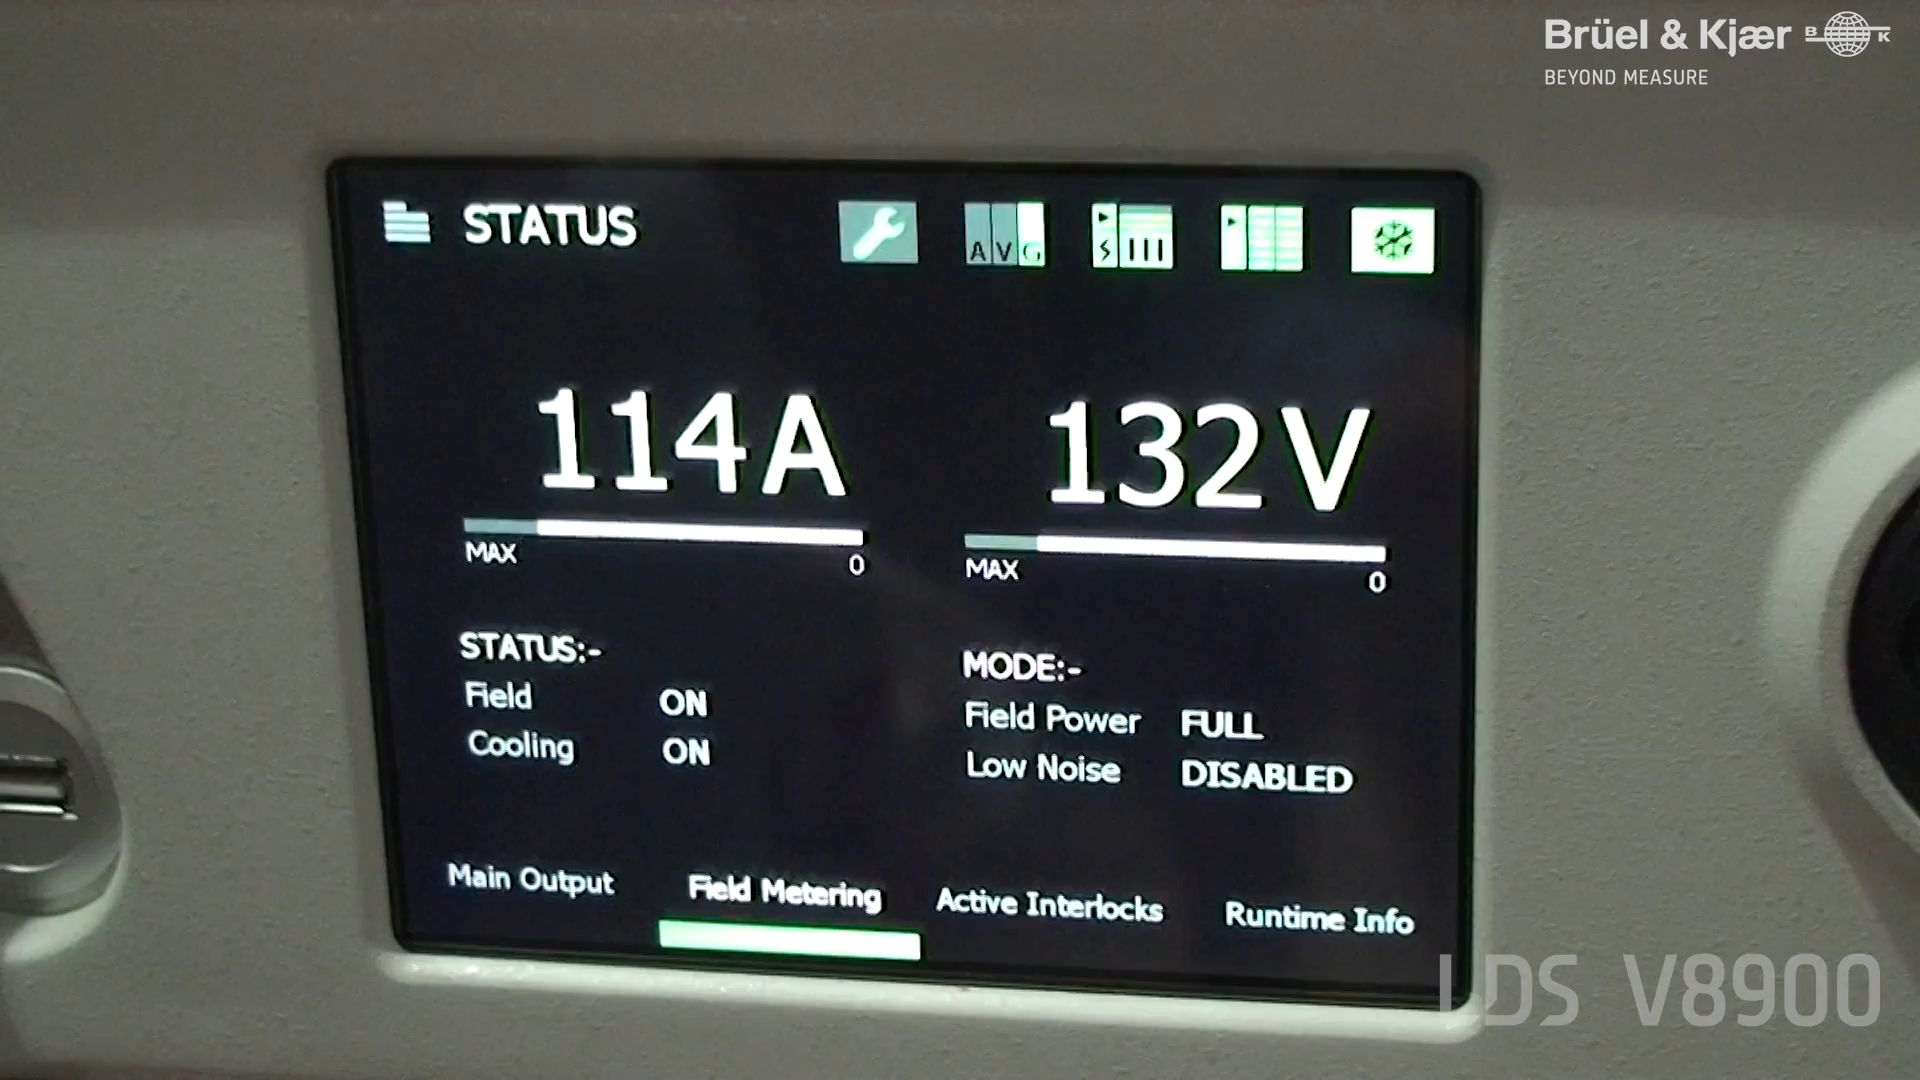 Brüel & Kjær B K
BEYOND MEASURE
STATUS
A V G
S
114A 132V
MAX 0 MAX 0
STATUS:- MODE:-
Field ON Field Power FULL
Cooling ON Low Noise DISABLED
Main Output Field Metering Active Interlocks Runtime Info
LDS V8900